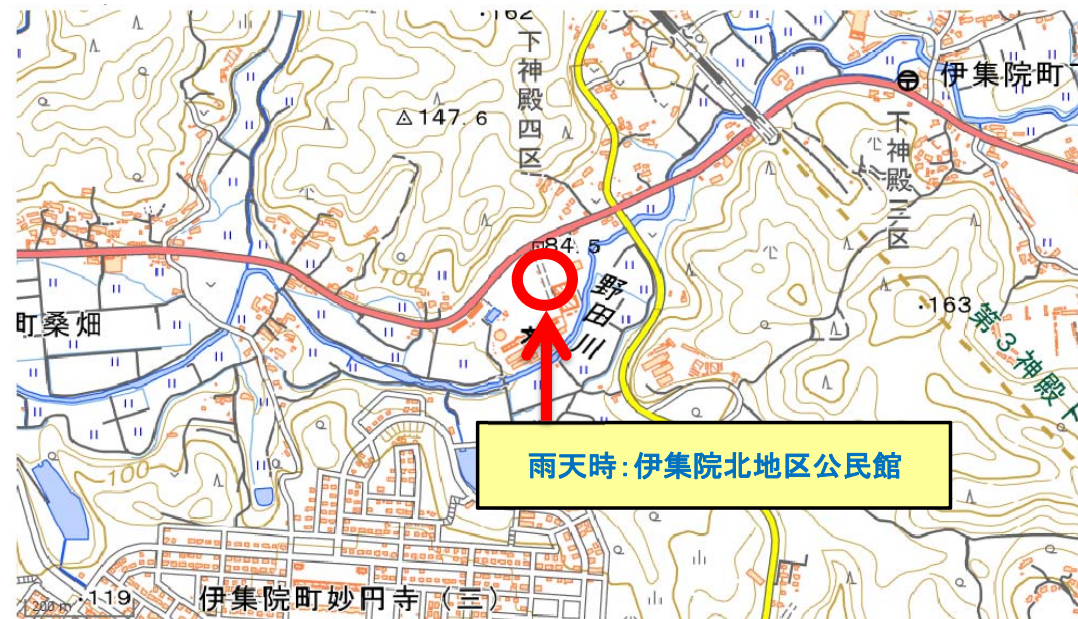 162
下神殿四区
147.6
伊集院町下
下神殿三区
84.5
100
野田川
163
第3神殿ト
町桑畑
雨天時:伊集院北地区公民館
100
119
200 m
伊集院町妙円寺(三)